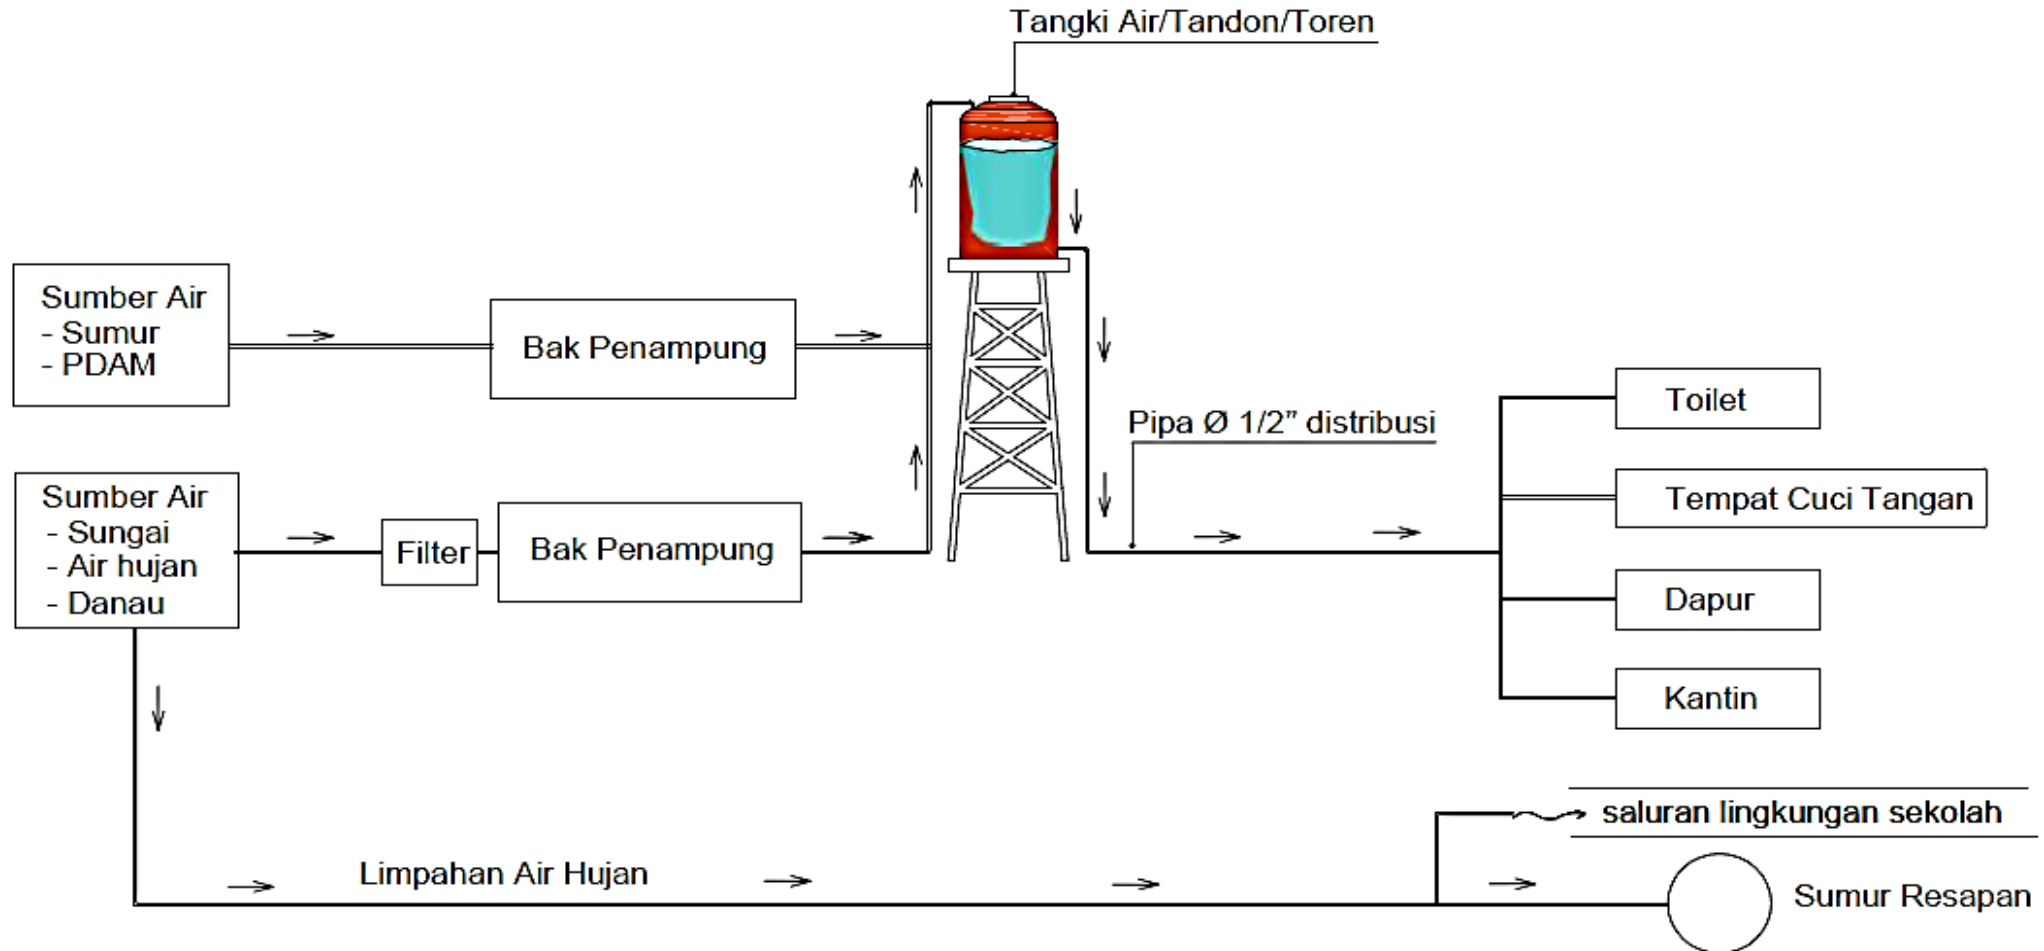 Tangki Air/Tandon/Toren
Sumber Air
- Sumur
- PDAM
Bak Penampung
Pipa Ø 1/2" distribusi
Toilet
Tempat Cuci Tangan
Dapur
Kantin
Sumber Air
- Sungai
- Air hujan
- Danau
Filter
Bak Penampung
saluran lingkungan sekolah
Limpahan Air Hujan
Sumur Resapan